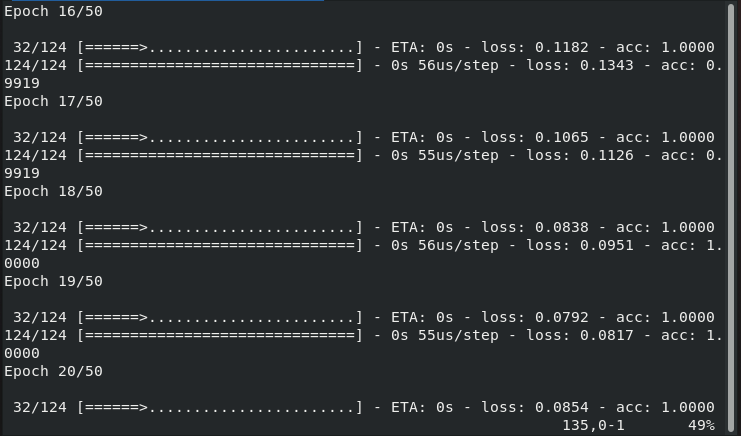 Epoch 16/50
32/124 [======>.......................] - ETA: 0s - loss: 0.1182 - acc: 1.0000
124/124 [==============================] - 0s 56us/step - loss: 0.1343 - acc: 0.
9919
Epoch 17/50
32/124 [======>.......................] - ETA: 0s - loss: 0.1065 - acc: 1.0000
124/124 [==============================] - 0s 55us/step - loss: 0.1126 - acc: 0.
9919
Epoch 18/50
32/124 [======>.......................] - ETA: 0s - loss: 0.0838 - acc: 1.0000
124/124 [==============================] - 0s 56us/step - loss: 0.0951 - acc: 1.
0000
Epoch 19/50
32/124 [======>.......................] - ETA: 0s - loss: 0.0792 - acc: 1.0000
124/124 [==============================] - 0s 55us/step - loss: 0.0817 - acc: 1.
0000
Epoch 20/50
32/124 [======>.......................] - ETA: 0s - loss: 0.0854 - acc: 1.0000
135,0-1 49%